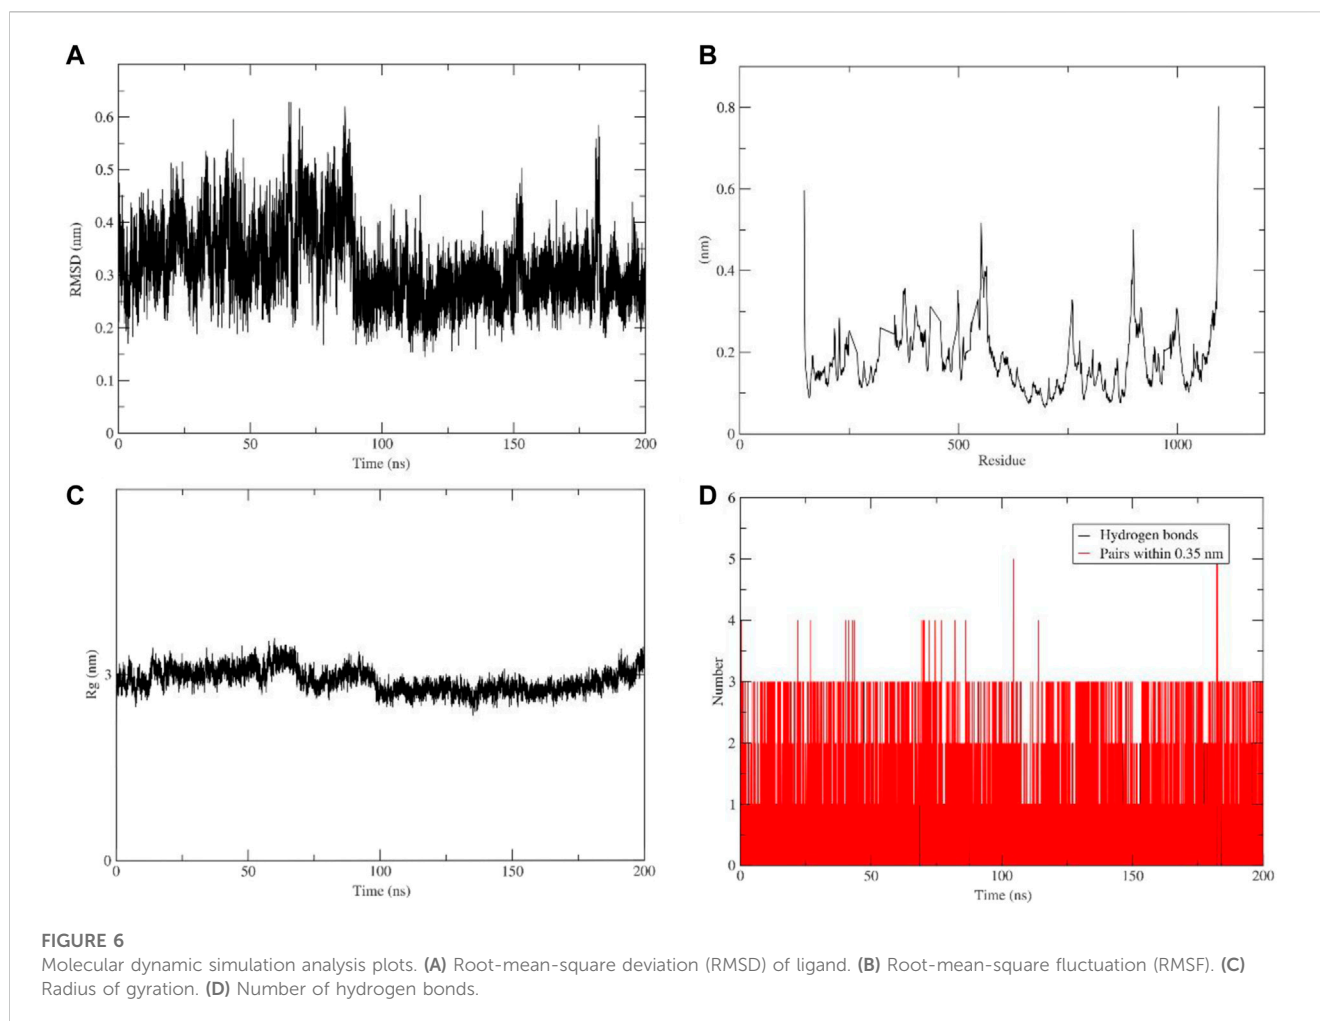 A
0.6
0.5
0.4
0.3
0.2
0.1
0
RMSD (nm)
0 50 100 150 200
Time (ns)
B
0.8
0.6
0.4
0.2
0
(nm)
0 500 1000
Residue
C
3
3
Rg (nm)
0 50 100 150 200
Time (ns)
D
6
5
4
3
2
1
0
Number
Hydrogen bonds
Pairs within 0.35 nm
0 50 100 150 200
Time (ns)
FIGURE 6
Molecular dynamic simulation analysis plots. (A) Root-mean-square deviation (RMSD) of ligand. (B) Root-mean-square fluctuation (RMSF). (C)
Radius of gyration. (D) Number of hydrogen bonds.